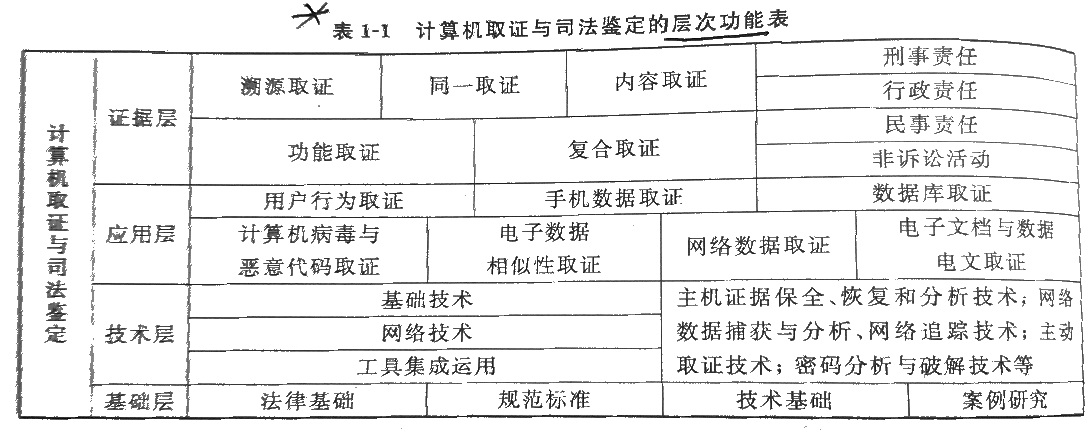 表 1-1 计算机取证与司法鉴定的层次功能表
计算机取证与司法鉴定
证据层
溯源取证 同一取证 内容取证
刑事责任
行政责任
功能取证 复合取证
民事责任
非诉讼活动
应用层
用户行为取证 手机数据取证 数据库取证
计算机病毒与
恶意代码取证
电子数据
相似性取证
网络数据取证
电子文档与数据
电文取证
技术层
基础技术
网络技术
工具集成运用
主机证据保全、恢复和分析技术；网络
数据捕获与分析、网络追踪技术；主动
取证技术；密码分析与破解技术等
基础层 法律基础 规范标准 技术基础 案例研究